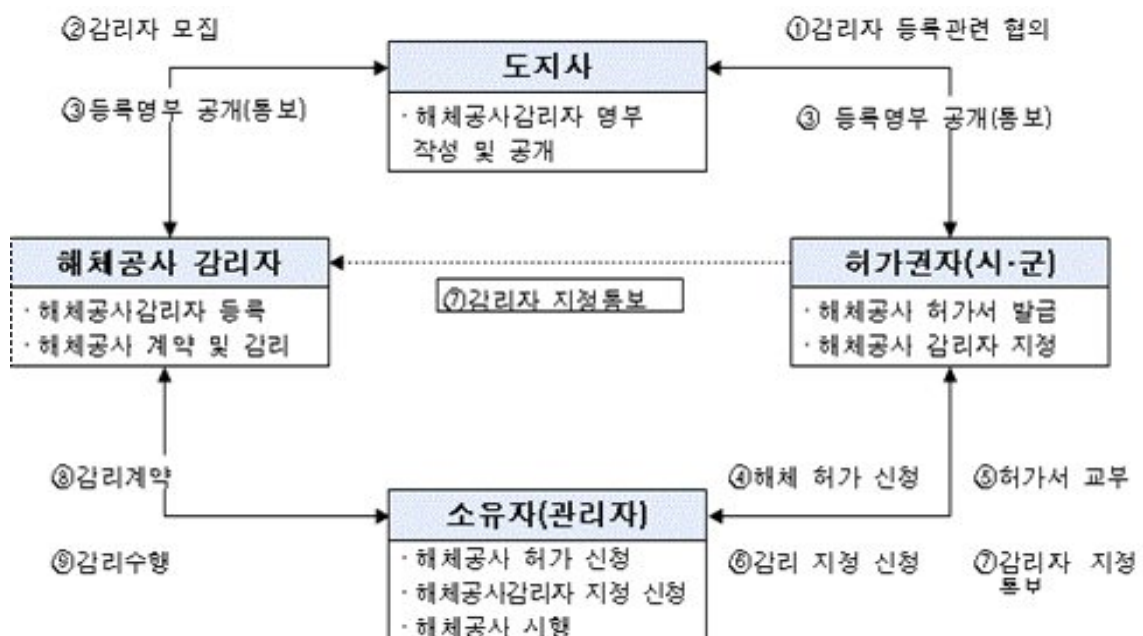 ②감리자 모집
①감리자 등록관련 협의
도지사
③등록명부 공개(통보)
· 해체공사감리자 명부
작성 및 공개
③ 등록명부 공개(통보)
해체공사 감리자
허가권자(시·군)
⑦감리자 지정통보
· 해체공사감리자 등록
· 해체공사 계약 및 감리
· 해체공사 허가서 발급
· 해체공사 감리자 지정
⑧감리계약
④해체 허가 신청
⑤허가서 교부
소유자(관리자)
⑨감리수행
· 해체공사 허가 신청
· 해체공사감리자 지정 신청
· 해체공사 시행
⑥감리 지정 신청
⑦감리자 지정
통보